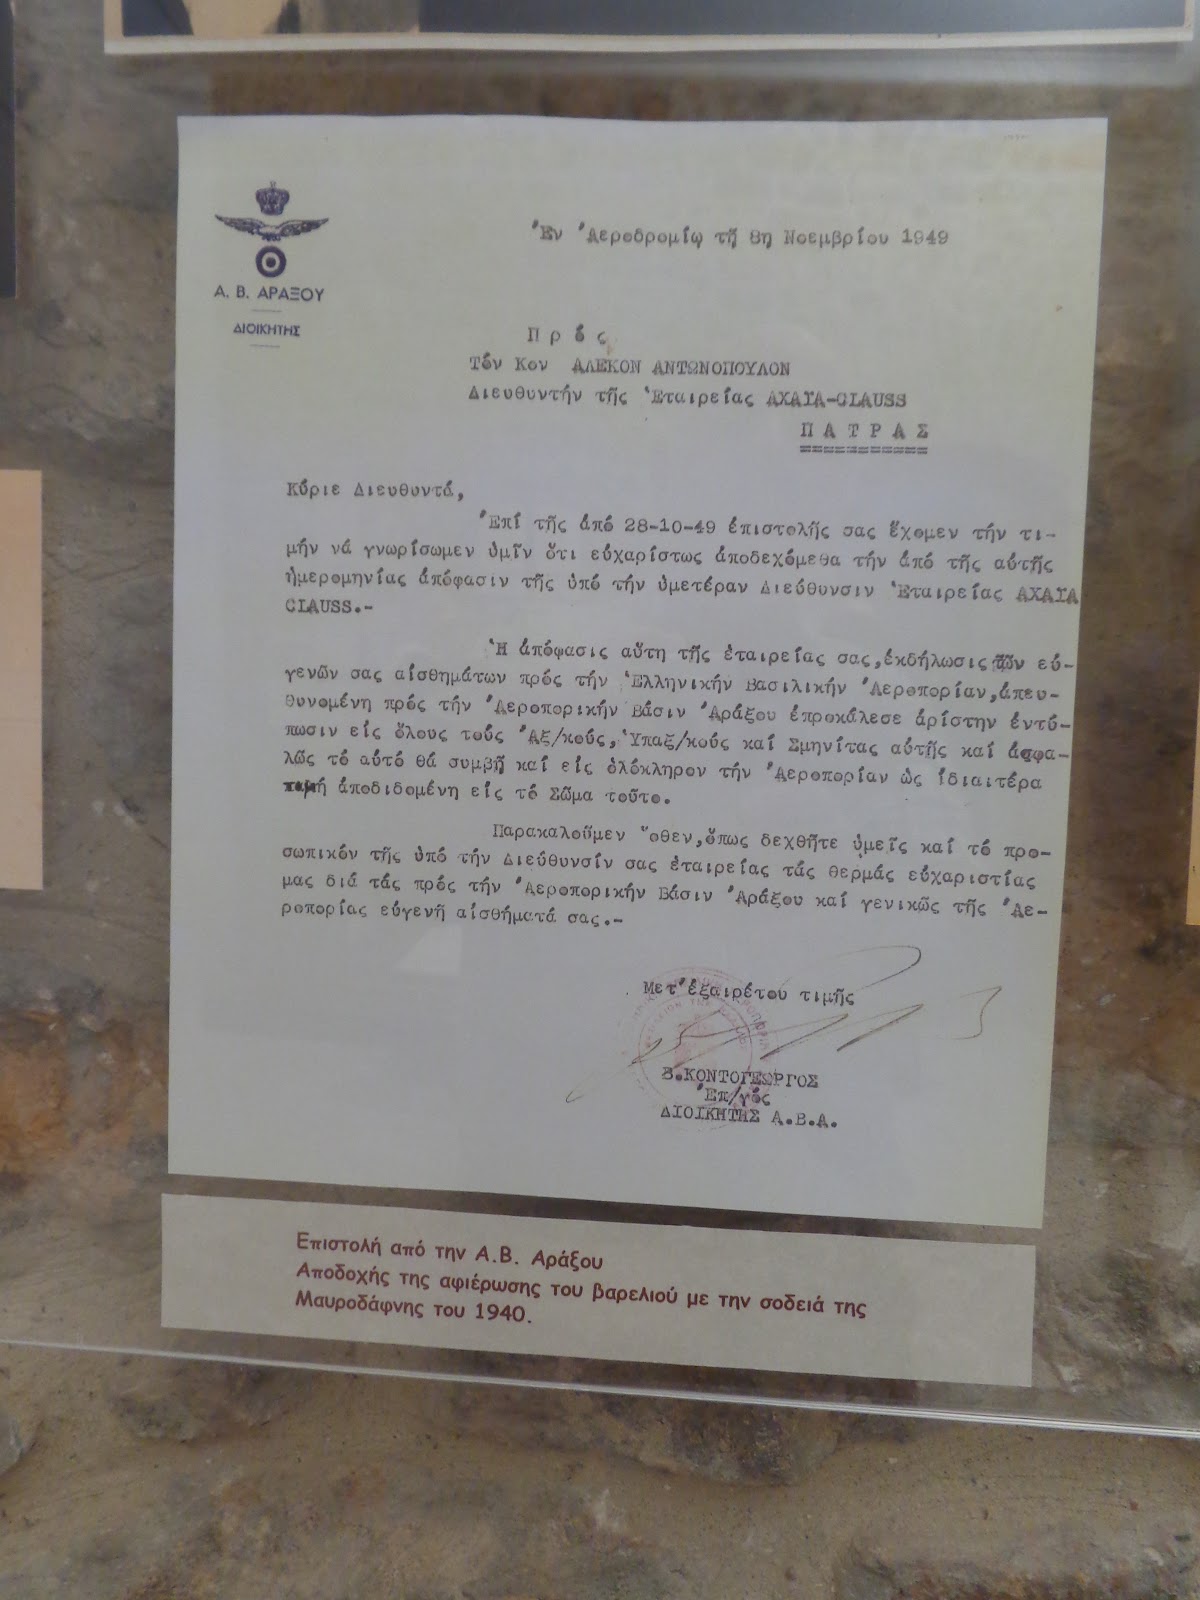 Α. Β. ΑΡΑΞΟΥ
ΔΙΟΙΚΗΤΗΣ
Ἐν Ἀεροδρομίῳ τῇ 8η Νοεμβρίου 1949
Π ρ ό ς
Τόν Κον ΑΛΕΚΟΝ ΑΝΤΩΝΟΠΟΥΛΟΝ
Διευθυντήν τῆς Ἑταιρείας ΑΧΑΙΑ-CLAUSS
Π Α Τ Ρ Α Σ
===========
Κύριε Διευθυντά,
Ἐπί τῆς ἀπό 28-10-49 ἐπιστολῆς σας ἔχομεν τήν τι-
μήν νά γνωρίσωμεν ὑμῖν ὅτι εὐχαρίστως ἀποδεχόμεθα τήν ἀπό τῆς αὐτῆς
ἡμερομηνίας ἀπόφασιν τῆς ὑπό τήν ὑμετέραν Διεύθυνσιν Ἑταιρείας ΑΧΑΙΑ
CLAUSS.-
Ἡ ἀπόφασις αὕτη τῆς ἑταιρείας σας,ἐκδήλωσις τῶν εὐ-
γενῶν σας αἰσθημάτων πρός τήν Ἑλληνικήν Βασιλικήν Ἀεροπορίαν,ἀπευ-
θυνομένη πρός τήν Ἀεροπορικήν Βάσιν Ἀράξου ἐπροκάλεσε ἀρίστην ἐντύ-
πωσιν εἰς ὅλους τούς Ἀξ/κούς,Ὑπαξ/κούς καί Σμηνίτας αὐτῆς καί ἀσφα-
λῶς τό αὐτό θά συμβῇ καί εἰς ὁλόκληρον τήν Ἀεροπορίαν ὡς ἰδιαιτέρα
τιμή ἀποδιδομένη εἰς τό Σῶμα τοῦτο.
Παρακαλοῦμεν ὅθεν,ὅπως δεχθῆτε ὑμεῖς καί τό προ-
σωπικόν τῆς ὑπό τήν Διεύθυνσίν σας ἑταιρείας τάς θερμάς εὐχαριστίας
μας διά τάς πρός τήν Ἀεροπορικήν Βάσιν Ἀράξου καί γενικῶς τῆς Ἀε-
ροπορίας εὐγενῆ αἰσθήματά σας.-
Μετ' ἐξαιρέτου τιμῆς
Β.ΚΟΝΤΟΓΕΩΡΓΟΣ
Ἐπ/γός
ΔΙΟΙΚΗΤΗΣ Α.Β.Α.
Επιστολή από την Α.Β. Αράξου
Αποδοχής της αφιέρωσης του βαρελιού με την σοδειά της
Μαυροδάφνης του 1940.